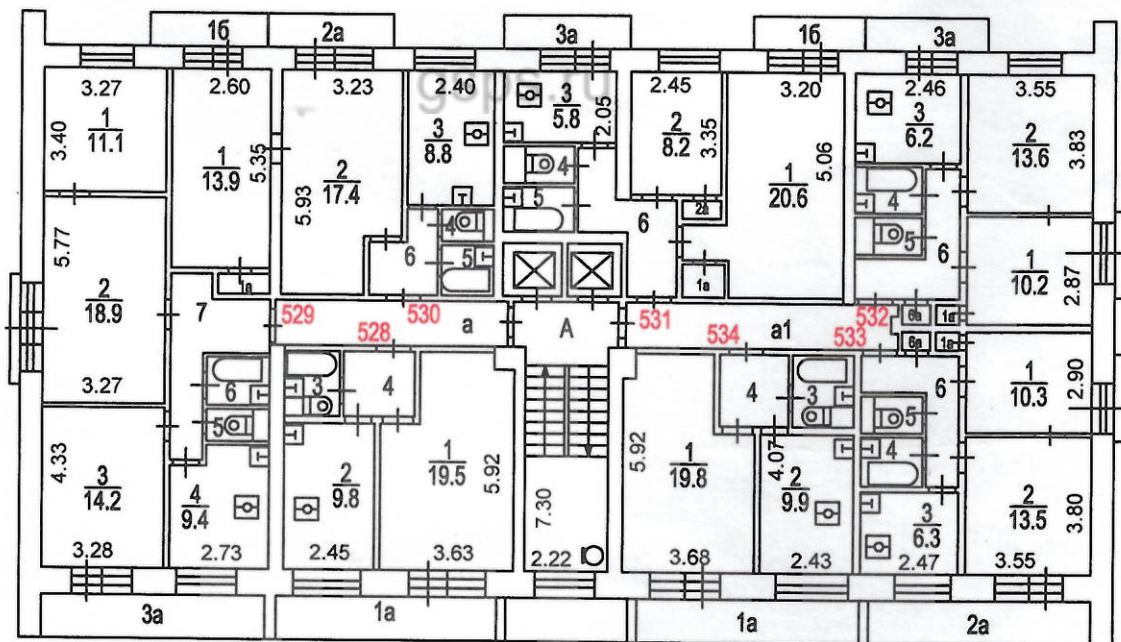 1б 2а 3а 1б 3а
gsps.ru
3.27 2.60 3.23 2.40 3 5.8 2.05 2.45 3.20 2.46 3.55
3.40 1 11.1 1 13.9 5.35 2 17.4 5.93 3 8.8 2 8.2 3.35 1 20.6 5.06 3 6.2 2 13.6 3.83
4 5 6 2а 4 5 6
4 5 6 1а
5.77 2 18.9 7 1а 1 10.2 2.87
529 530 528 а А 531 534 а1 532 533 6а 1а
6а 1а
3.27 6 5 3 4 4 3 6 5 4 1 10.3 2.90
4.33 3 14.2 4 9.4 2 9.8 1 19.5 5.92 7.30 5.92 1 19.8 4.07 2 9.9 3 6.3 2 13.5 3.80
3.28 2.73 2.45 3.63 2.22 3.68 2.43 2.47 3.55
3а 1а 1а 2а